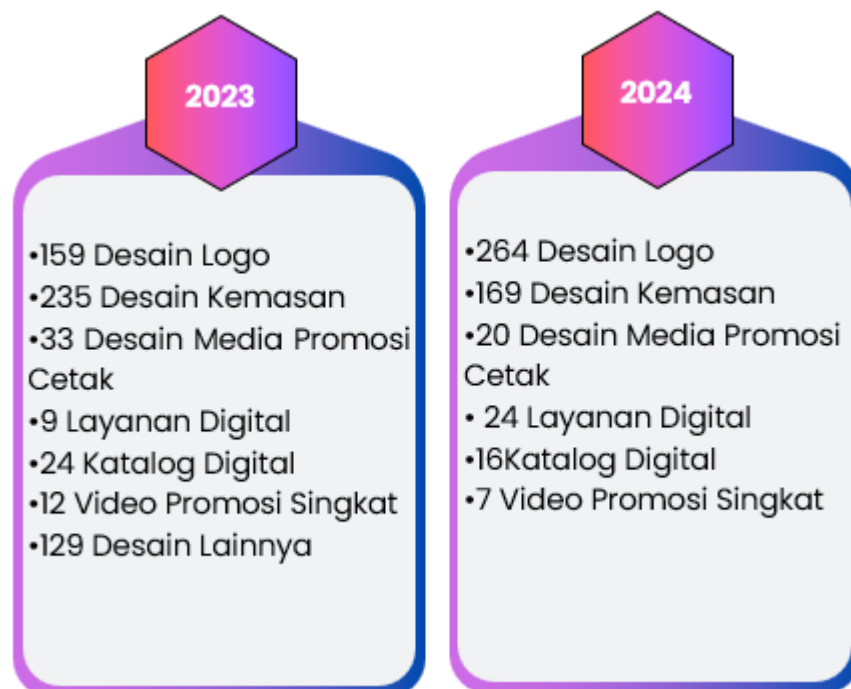 2023
•159 Desain Logo
•235 Desain Kemasan
•33 Desain Media Promosi
Cetak
•9 Layanan Digital
•24 Katalog Digital
•12 Video Promosi Singkat
•129 Desain Lainnya
2024
•264 Desain Logo
•169 Desain Kemasan
•20 Desain Media Promosi
Cetak
• 24 Layanan Digital
•16Katalog Digital
•7 Video Promosi Singkat